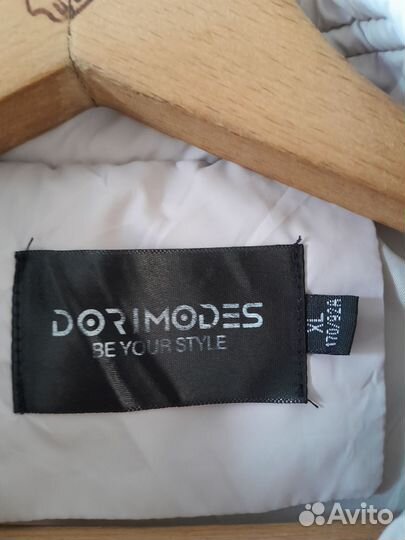 DORIMODES
BE YOUR STYLE
XL
170/92A
Avito